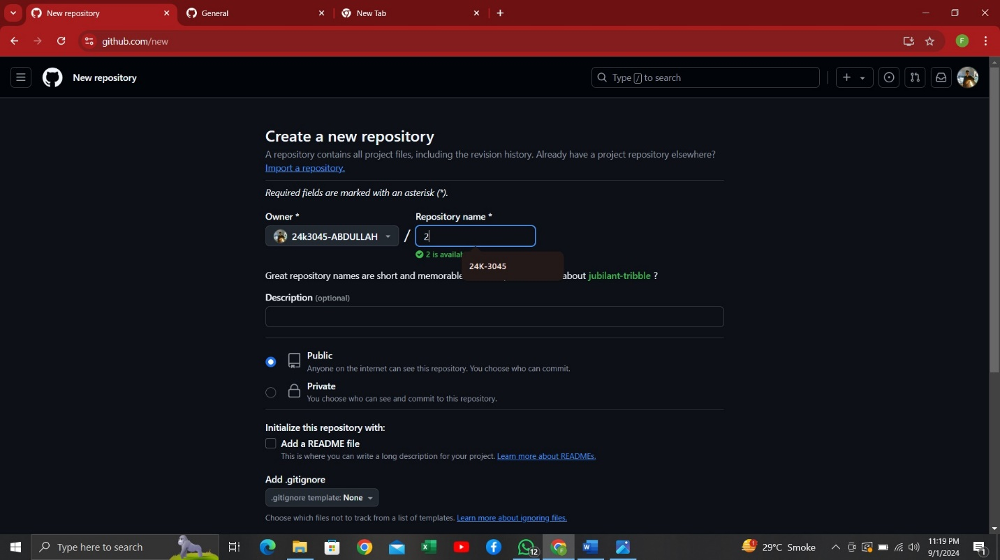 New repository
General
New Tab
github.com/new
F
New repository
Type / to search
Create a new repository
A repository contains all project files, including the revision history. Already have a project repository elsewhere?
Import a repository.
Required fields are marked with an asterisk (*).
Owner *
Repository name *
24k3045-ABDULLAH
/
2
2 is availab
24K-3045
Great repository names are short and memorable
about jubilant-tribble ?
Description (optional)
Public
Anyone on the internet can see this repository. You choose who can commit.
Private
You choose who can see and commit to this repository.
Initialize this repository with:
Add a README file
This is where you can write a long description for your project. Learn more about READMEs.
Add .gitignore
.gitignore template: None
Choose which files not to track from a list of templates. Learn more about ignoring files.
Type here to search
12
29°C Smoke
11:19 PM
9/1/2024
1